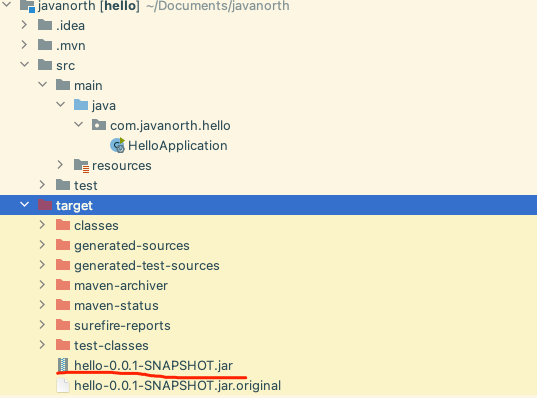 javanorth [hello] ~/Documents/javanorth
.idea
.mvn
src
main
java
com.javanorth.hello
HelloApplication
resources
test
target
classes
generated-sources
generated-test-sources
maven-archiver
maven-status
surefire-reports
test-classes
hello-0.0.1-SNAPSHOT.jar
hello-0.0.1-SNAPSHOT.jar.original